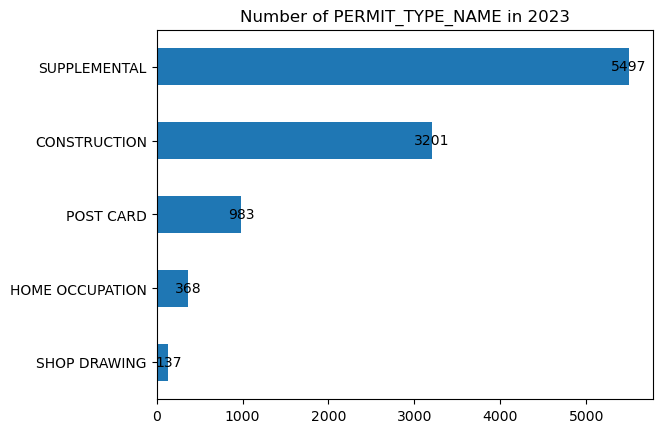 Number of PERMIT_TYPE_NAME in 2023
SUPPLEMENTAL 5497
CONSTRUCTION 3201
POST CARD 983
HOME OCCUPATION 368
SHOP DRAWING 137
0 1000 2000 3000 4000 5000